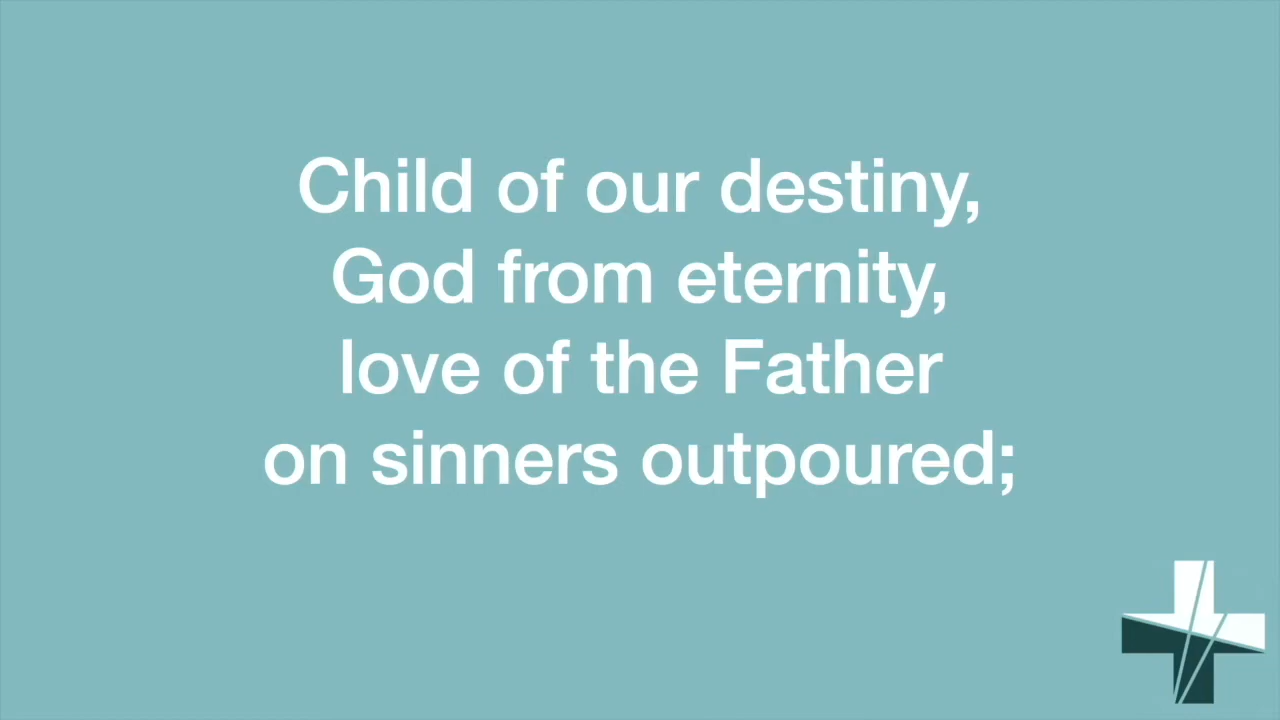 Child of our destiny,
God from eternity,
love of the Father
on sinners outpoured;